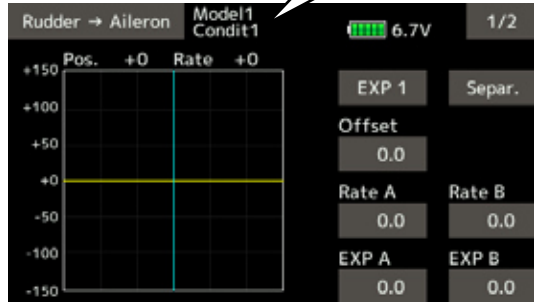 Rudder → Aileron Model1 6.7V 1/2
Condit1
Pos. +0 Rate +0
+150
EXP 1 Separ.
+100
Offset
+50
0.0
+0
Rate A Rate B
-50 0.0 0.0
-100 EXP A EXP B
-150 0.0 0.0